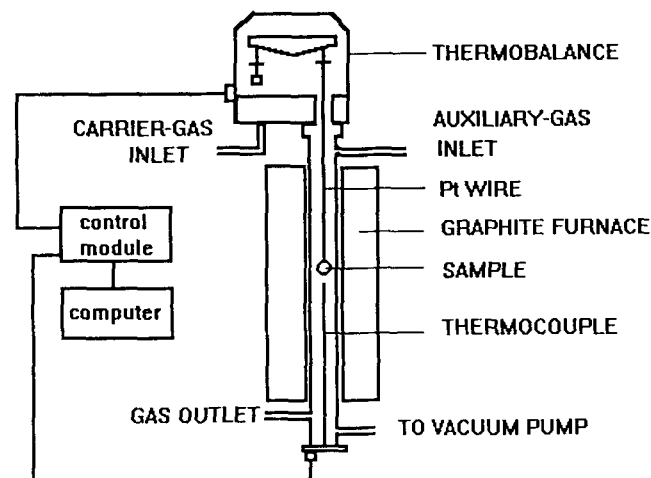 THERMOBALANCE
CARRIER-GAS
INLET
AUXILIARY-GAS
INLET
Pt WIRE
control
module
GRAPHITE FURNACE
SAMPLE
computer
THERMOCOUPLE
GAS OUTLET
TO VACUUM PUMP